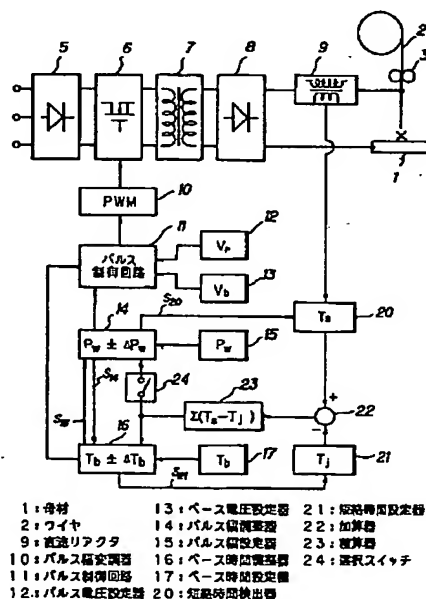 5 6 7 8 9 2
3
1
10
PWM
11
12
パルス
制御回路
VP
13
Vb
14
S20
20
PW ± ΔPW
15
PW
Ts
S14
24
23
Σ(Ts−Tj)
+
22
−
16
Tb ± ΔTb
17
Tb
21
Tj
S21
1：母材
2：ワイヤ
9：直流リアクタ
10：パルス幅変調器
11：パルス制御回路
12：パルス電圧設定器
13：ベース電圧設定器
14：パルス幅調整器
15：パルス幅設定器
16：ベース時間調整器
17：ベース時間設定器
20：短絡時間検出器
21：短絡時間設定器
22：加算器
23：積算器
24：選択スイッチ